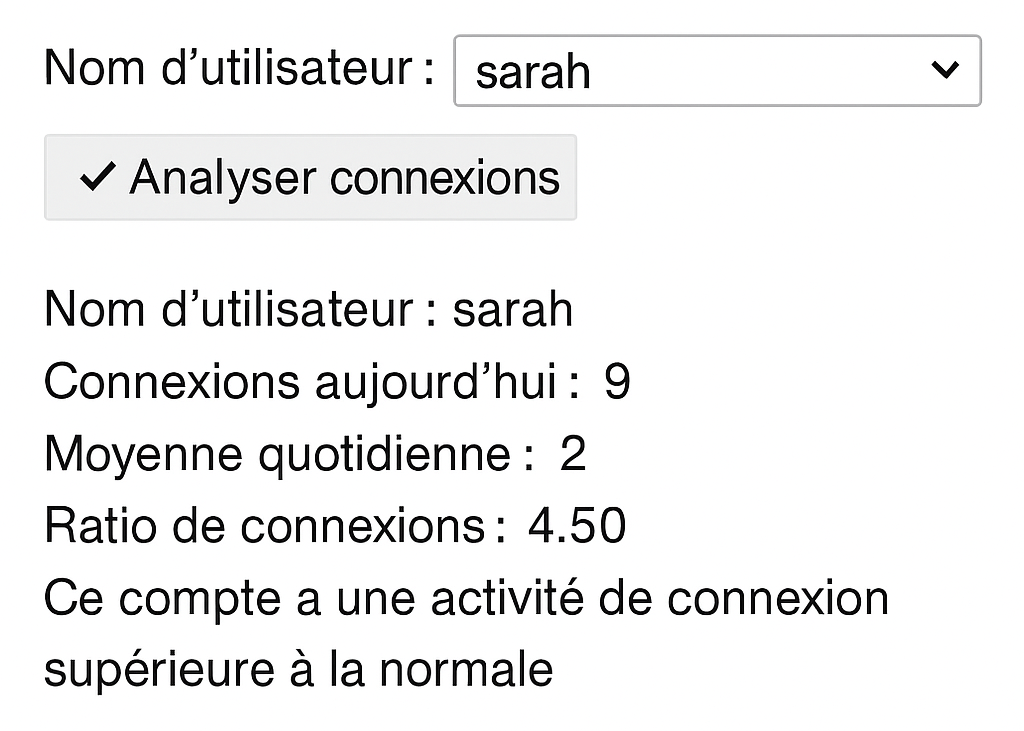 Nom d’utilisateur : sarah
✓ Analyser connexions
Nom d’utilisateur : sarah
Connexions aujourd’hui : 9
Moyenne quotidienne : 2
Ratio de connexions : 4.50
Ce compte a une activité de connexion
supérieure à la normale